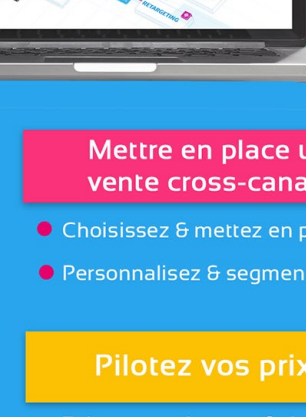 RETARGETING
Mettre en place u
vente cross-cana
Choisissez & mettez en p
Personnalisez & segmen
Pilotez vos prix